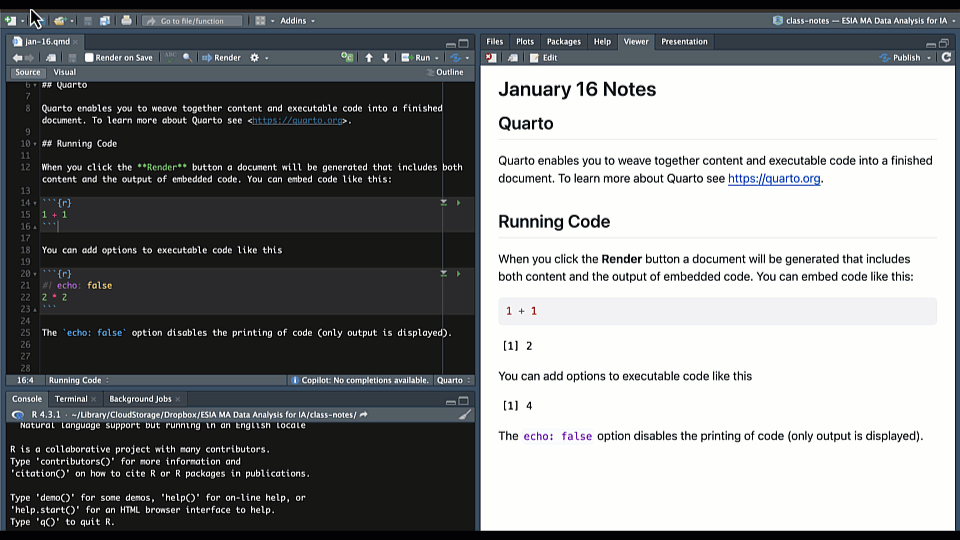 Go to file/function
Addins
class-notes — ESIA MA Data Analysis for IA
jan-16.qmd
Render on Save
ABC
Render
Run
Source
Visual
Outline
6 ## Quarto
7
8 Quarto enables you to weave together content and executable code into a finished
document. To learn more about Quarto see <https://quarto.org>.
9
10 ## Running Code
11
12 When you click the **Render** button a document will be generated that includes both
content and the output of embedded code. You can embed code like this:
13
14 ```{r}
15 1 + 1
16 ```
17
18 You can add options to executable code like this
19
20 ```{r}
21 #| echo: false
22 2 * 2
23 ```
24
25 The `echo: false` option disables the printing of code (only output is displayed).
26
27
28
16:4
Running Code
Copilot: No completions available.
Quarto
Console
Terminal
Background Jobs
R 4.3.1 · ~/Library/CloudStorage/Dropbox/ESIA MA Data Analysis for IA/class-notes/
Natural language support but running in an English locale
R is a collaborative project with many contributors.
Type 'contributors()' for more information and
'citation()' on how to cite R or R packages in publications.
Type 'demo()' for some demos, 'help()' for on-line help, or
'help.start()' for an HTML browser interface to help.
Type 'q()' to quit R.
Files
Plots
Packages
Help
Viewer
Presentation
Edit
Publish
January 16 Notes
Quarto
Quarto enables you to weave together content and executable code into a finished
document. To learn more about Quarto see https://quarto.org.
Running Code
When you click the Render button a document will be generated that includes
both content and the output of embedded code. You can embed code like this:
1 + 1
[1] 2
You can add options to executable code like this
[1] 4
The echo: false option disables the printing of code (only output is displayed).